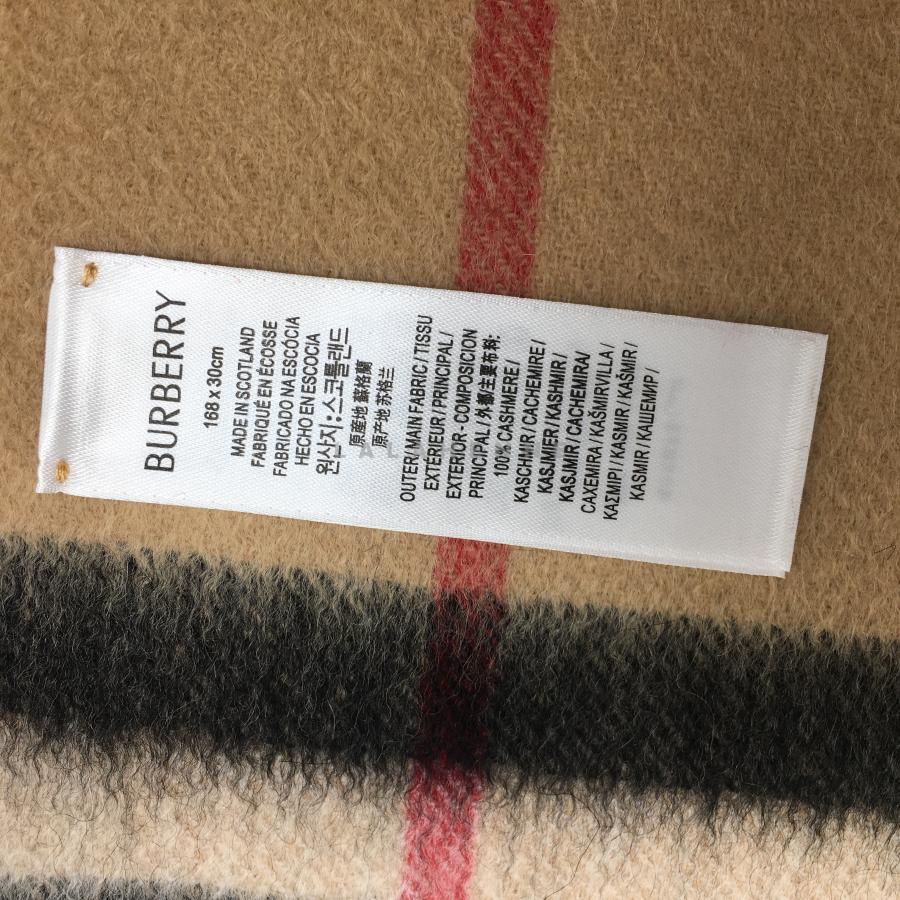 BURBERRY
168 x 30cm
MADE IN SCOTLAND
FABRIQUÉ EN ÉCOSSE
FABRICADO NA ESCÓCIA
HECHO EN ESCOCIA
원산지:스코틀랜드
原産地 蘇格蘭
原产地 苏格兰
OUTER / MAIN FABRIC / TISSU
EXTÉRIEUR / PRINCIPAL /
EXTERIOR - COMPOSICION
PRINCIPAL / 外部主要布料:
100% CASHMERE /
KASCHMIR / CACHEMIRE /
KASJMIER / KASHMIR /
KASJMIR / CACHEMIRA/
CAXEMIRA / KAŠMIRVILLA /
ΚΑΣΜΙΡΙ / KASMIR / KAŠMIR /
KASMIR / КАШЕМИР /